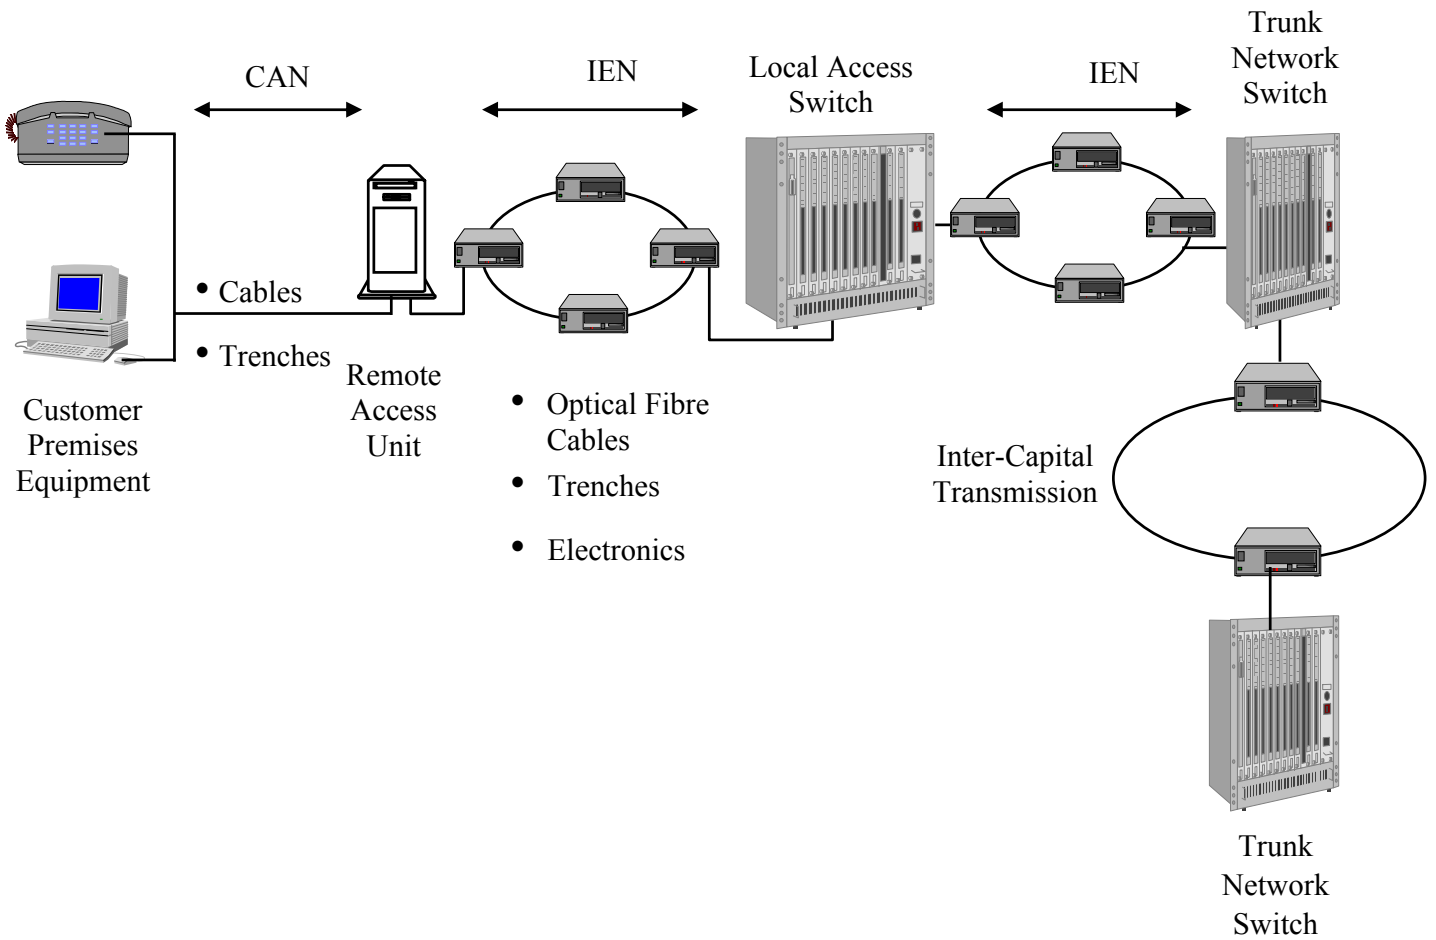 CAN
IEN
Local Access
Switch
IEN
Trunk
Network
Switch
• Cables
• Trenches
Customer
Premises
Equipment
Remote
Access
Unit
• Optical Fibre
Cables
• Trenches
• Electronics
Inter-Capital
Transmission
Trunk
Network
Switch